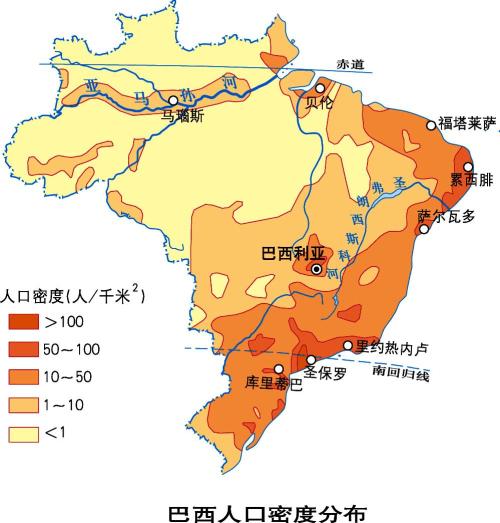 赤道
亚马孙河
马瑙斯
贝伦
福塔莱萨
累西腓
圣弗朗西斯科河
萨尔瓦多
巴西利亚
人口密度(人/千米²)
>100
50~100
10~50
1~10
<1
里约热内卢
圣保罗
南回归线
库里蒂巴
巴西人口密度分布